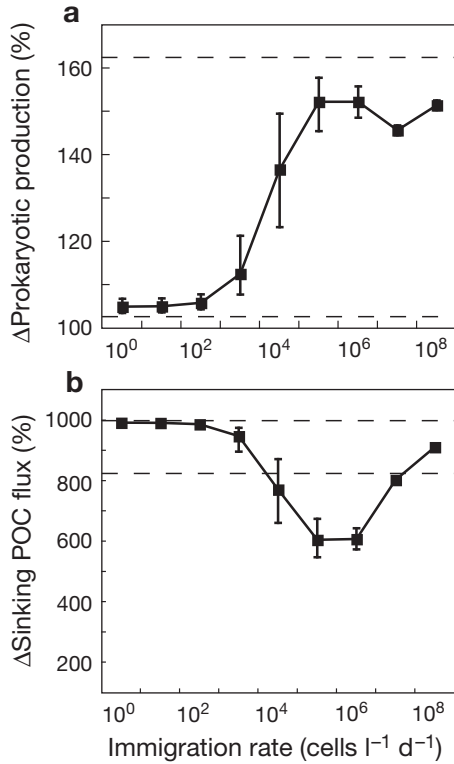 a
ΔProkaryotic production (%)
160
140
120
100
10⁰ 10² 10⁴ 10⁶ 10⁸
b
ΔSinking POC flux (%)
1000
800
600
400
200
10⁰ 10² 10⁴ 10⁶ 10⁸
Immigration rate (cells l⁻¹ d⁻¹)